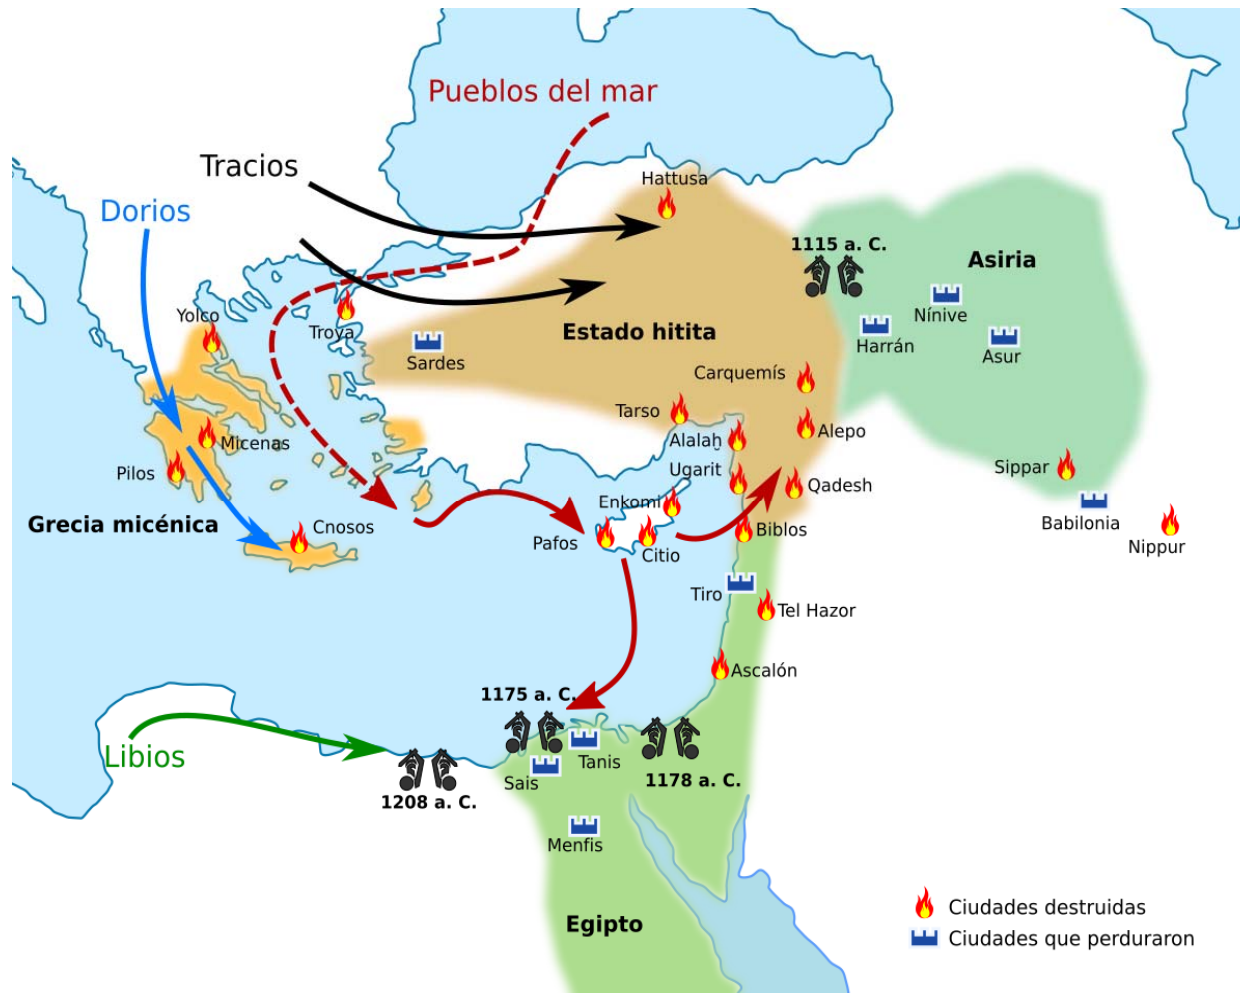 Pueblos del mar
Tracios
Hattusa
Dorios
1115 a. C.
Asiria
Nínive
Yolco
Troya
Estado hitita
Harrán
Asur
Sardes
Carquemís
Tarso
Alepo
Micenas
Alalaḫ
Pilos
Ugarit
Sippar
Qadesh
Enkomi
Grecia micénica
Cnosos
Babilonia
Pafos
Citio
Biblos
Nippur
Tiro
Tel Hazor
Ascalón
1175 a. C.
Libios
Tanis
Sais
1178 a. C.
1208 a. C.
Menfis
Ciudades destruidas
Egipto
Ciudades que perduraron